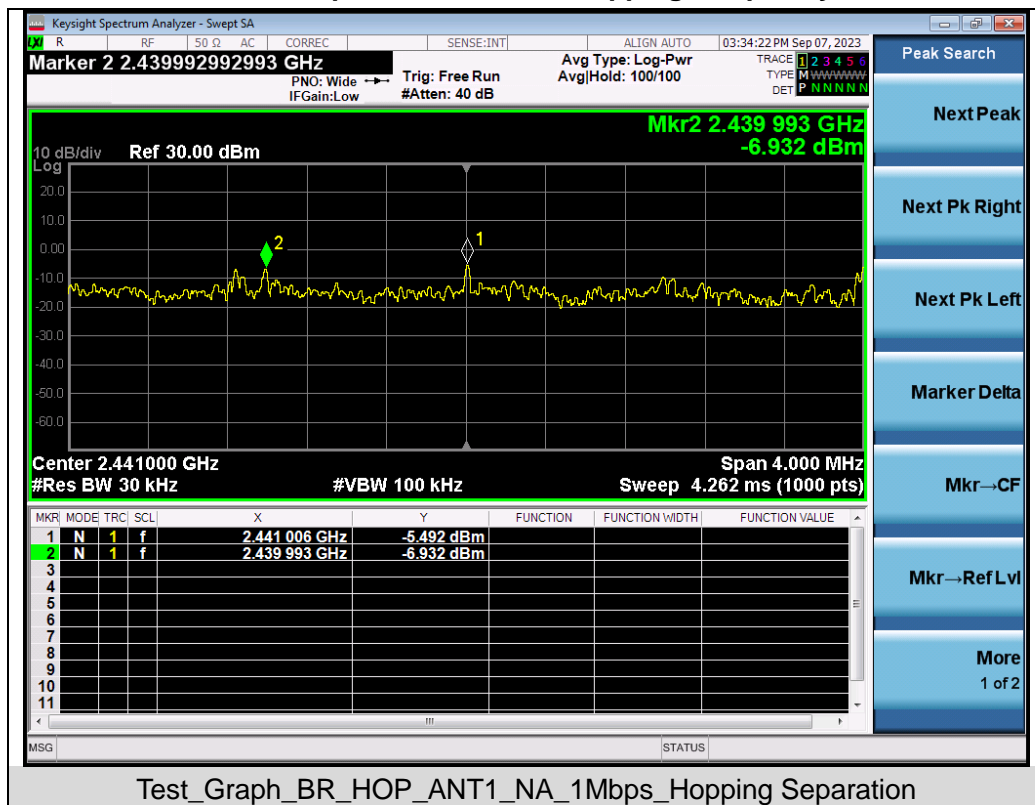 Keysight Spectrum Analyzer - Swept SA
LXI R RF 50 Ω AC CORREC SENSE:INT ALIGN AUTO 03:34:22 PM Sep 07, 2023
Marker 2 2.439992992993 GHz
PNO: Wide
IFGain:Low
Trig: Free Run
#Atten: 40 dB
Avg Type: Log-Pwr
Avg|Hold: 100/100
TRACE 1 2 3 4 5 6
TYPE M WWWWW
DET P N N N N N
Mkr2 2.439 993 GHz
-6.932 dBm
10 dB/div Ref 30.00 dBm
Log
20.0
10.0
0.00
-10.0
-20.0
-30.0
-40.0
-50.0
-60.0
2
1
Center 2.441000 GHz Span 4.000 MHz
#Res BW 30 kHz #VBW 100 kHz Sweep 4.262 ms (1000 pts)
MKR MODE TRC SCL X Y FUNCTION FUNCTION WIDTH FUNCTION VALUE
1 N 1 f 2.441 006 GHz -5.492 dBm
2 N 1 f 2.439 993 GHz -6.932 dBm
3
4
5
6
7
8
9
10
11
MSG STATUS
Peak Search
Next Peak
Next Pk Right
Next Pk Left
Marker Delta
Mkr→CF
Mkr→Ref Lvl
More
1 of 2
Test_Graph_BR_HOP_ANT1_NA_1Mbps_Hopping Separation